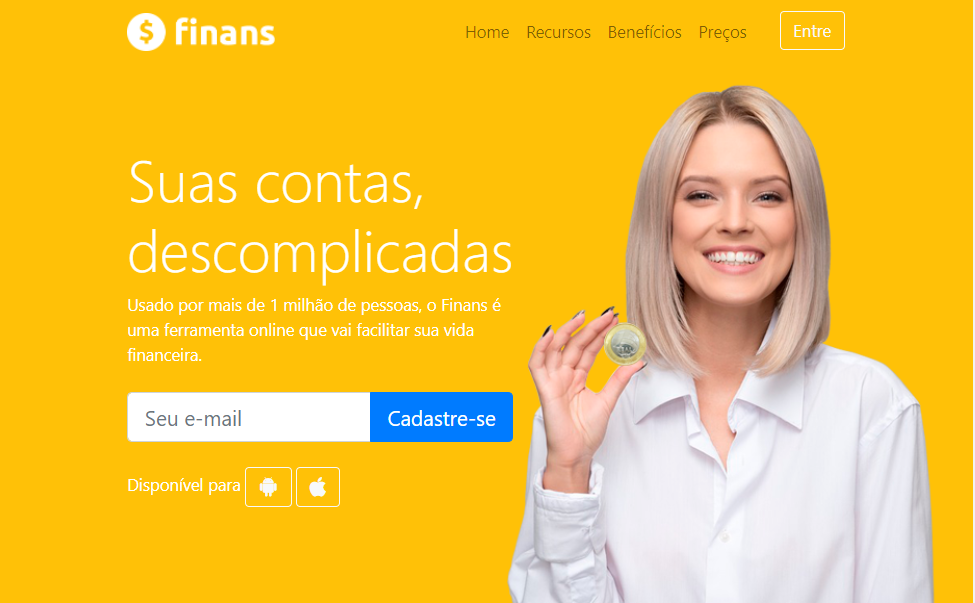 finans
Home Recursos Benefícios Preços Entre
Suas contas,
descomplicadas
Usado por mais de 1 milhão de pessoas, o Finans é
uma ferramenta online que vai facilitar sua vida
financeira.
Seu e-mail Cadastre-se
Disponível para